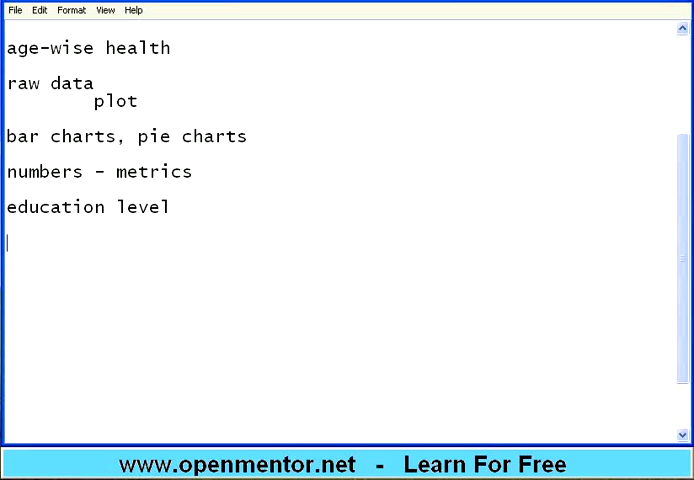 File Edit Format View Help
age-wise health
raw data
plot
bar charts, pie charts
numbers - metrics
education level
www.openmentor.net - Learn For Free